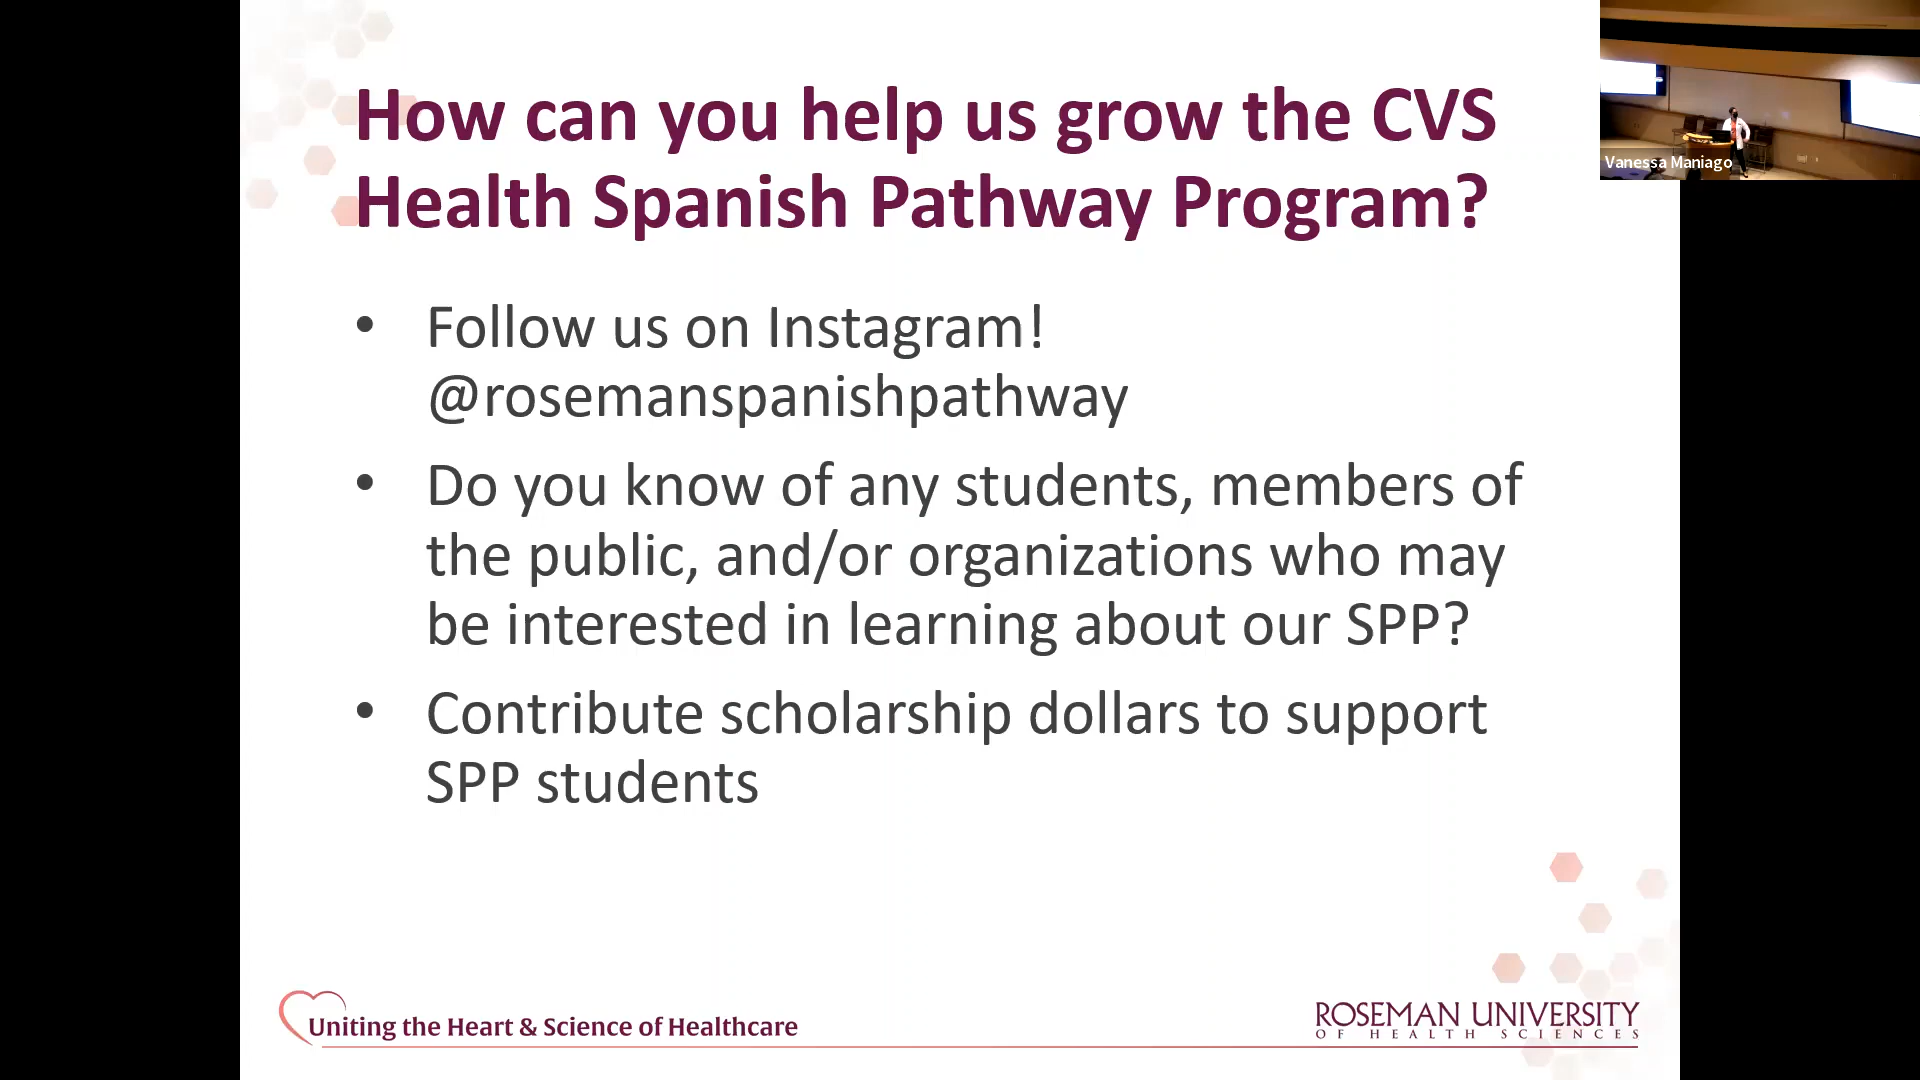 How can you help us grow the CVS
Health Spanish Pathway Program?
• Follow us on Instagram!
@rosemanspanishpathway
• Do you know of any students, members of
the public, and/or organizations who may
be interested in learning about our SPP?
• Contribute scholarship dollars to support
SPP students
Uniting the Heart & Science of Healthcare
ROSEMAN UNIVERSITY
OF HEALTH SCIENCES
Vanessa Maniago